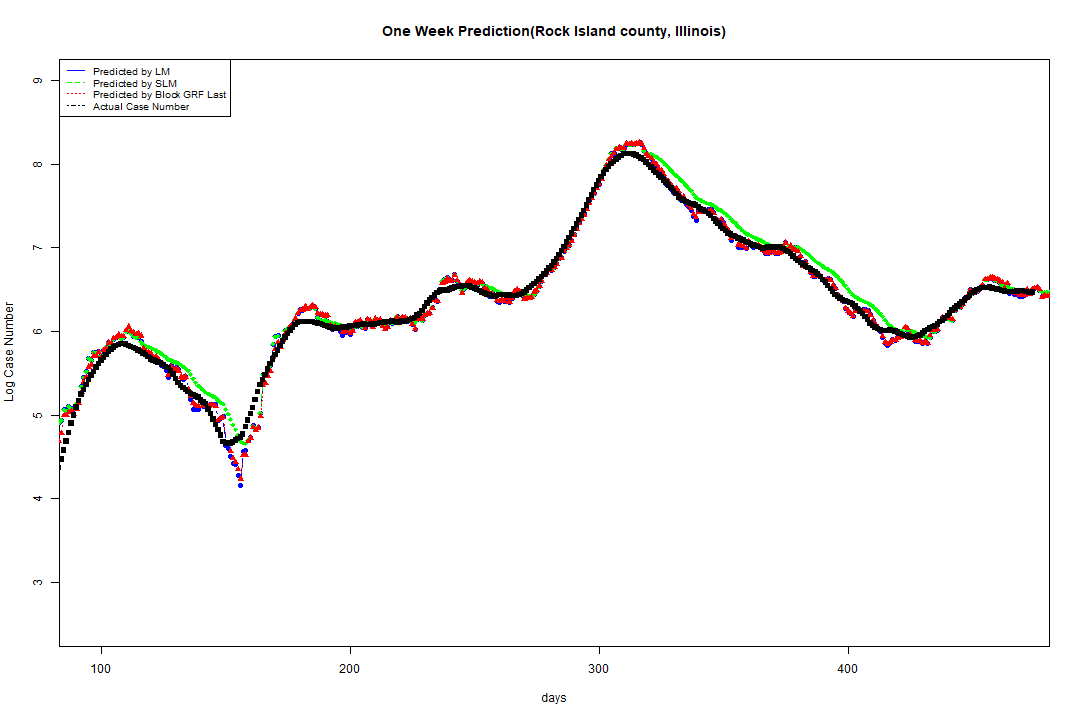 One Week Prediction(Rock Island county, Illinois)
Predicted by LM
Predicted by SLM
Predicted by Block GRF Last
Actual Case Number
9
8
7
6
5
4
3
Log Case Number
100 200 300 400
days